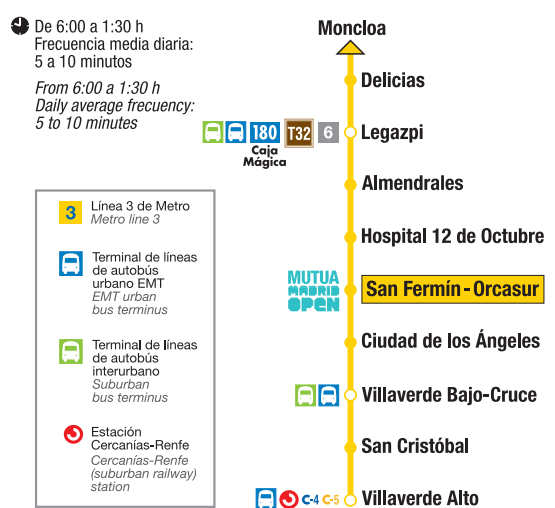 De 6:00 a 1:30 h
Frecuencia media diaria:
5 a 10 minutos
From 6:00 a 1:30 h
Daily average frecuency:
5 to 10 minutes
Moncloa
Delicias
180 T32 6 Legazpi
Caja
Mágica
Almendrales
Hospital 12 de Octubre
MUTUA
MADRID
OPEN
San Fermín - Orcasur
Ciudad de los Ángeles
Villaverde Bajo-Cruce
San Cristóbal
C-4 C-5 Villaverde Alto
3 Línea 3 de Metro
Metro line 3
Terminal de líneas
de autobús
urbano EMT
EMT urban
bus terminus
Terminal de líneas
de autobús
interurbano
Suburban
bus terminus
Estación
Cercanías-Renfe
Cercanías-Renfe
(suburban railway)
station